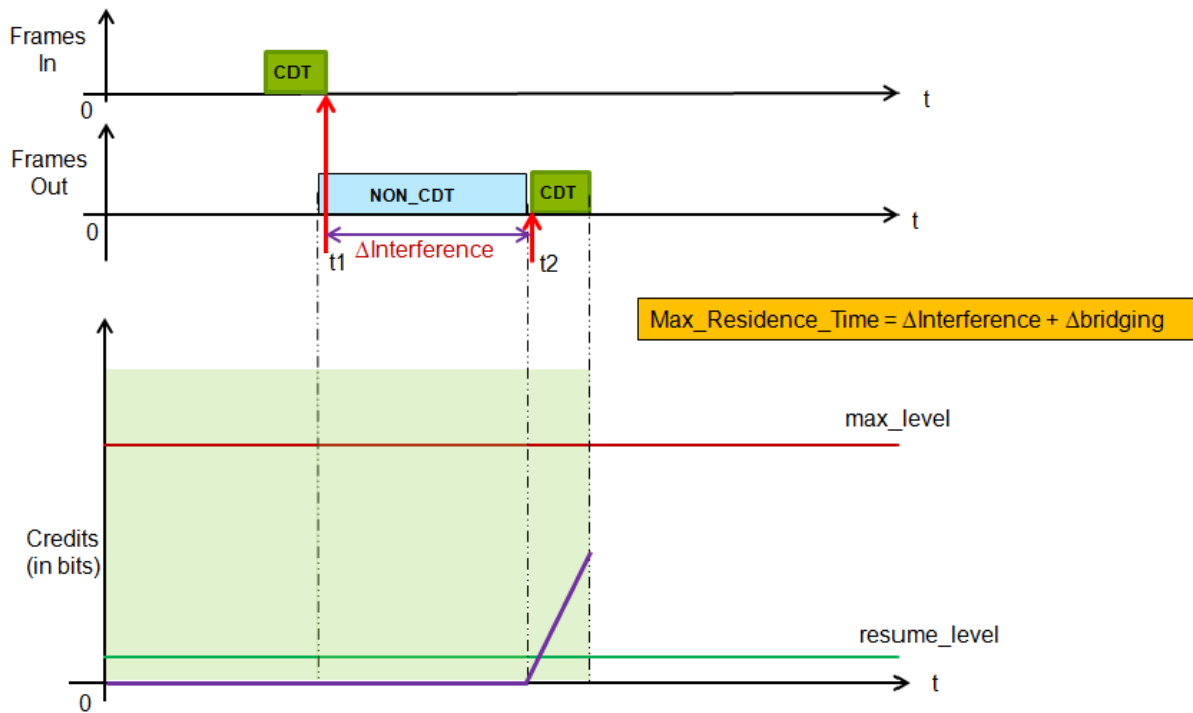 Frames
In
CDT
0
t
Frames
Out
NON_CDT
CDT
0
t
ΔInterference
t1
t2
Max_Residence_Time = ΔInterference + Δbridging
max_level
Credits
(in bits)
resume_level
0
t